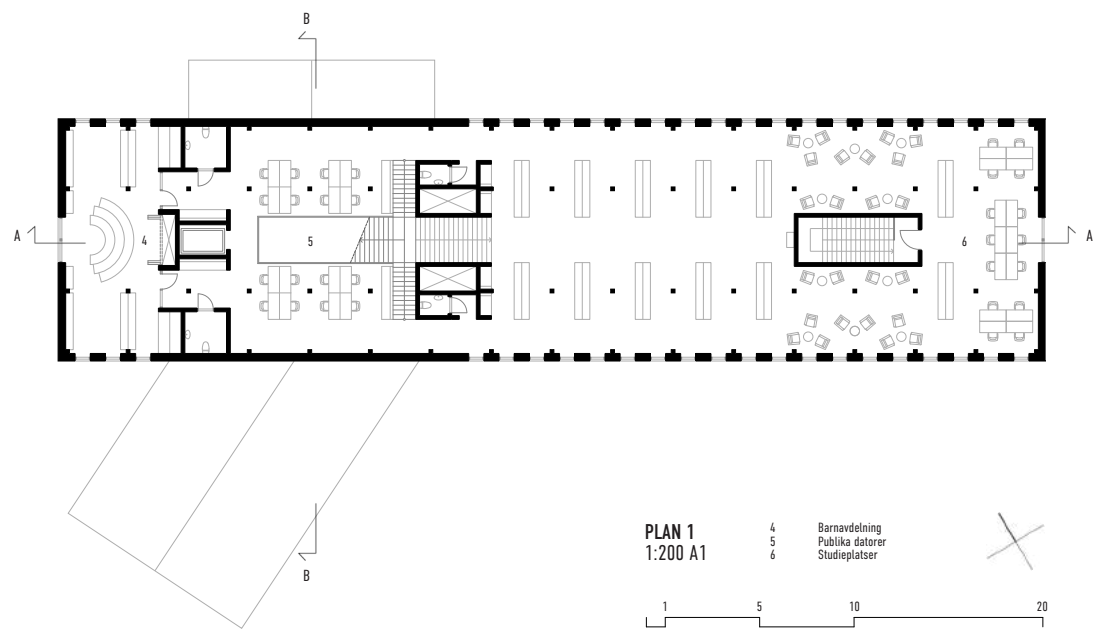 B
A
4
5
6
A
B
PLAN 1
1:200 A1
4 Barnavdelning
5 Publika datorer
6 Studieplatser
1 5 10 20